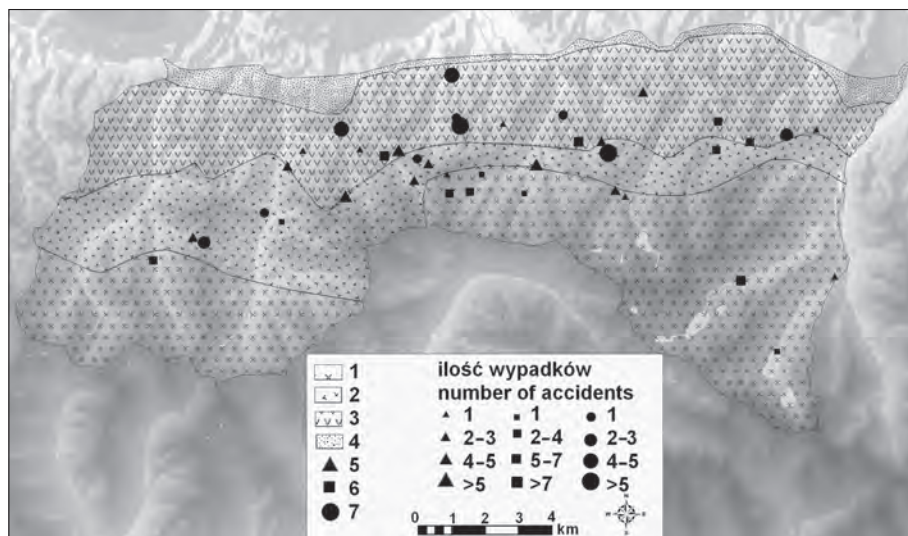 1
2
3
4
5
6
7
ilość wypadków
number of accidents
1 1 1
2–3 2–4 2–3
4–5 5–7 4–5
>5 >7 >5
0 1 2 3 4
km